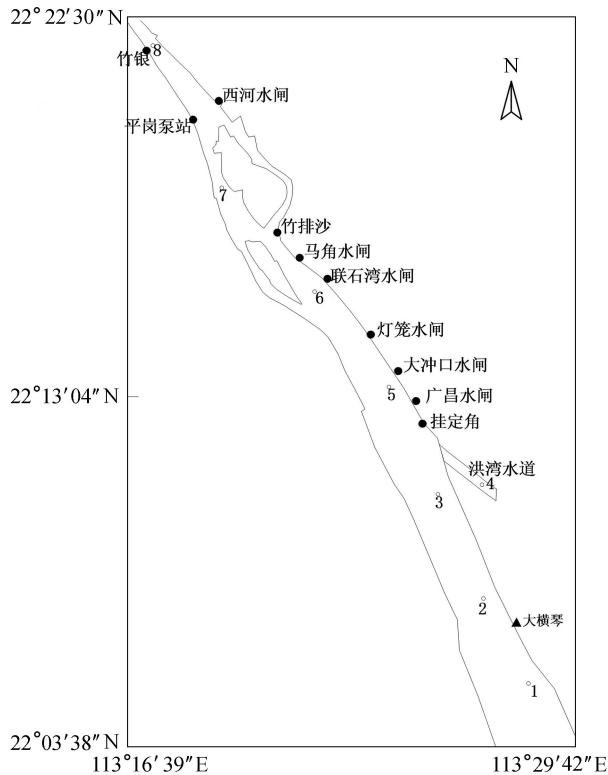 22°22′30″N
8
竹银
N
西河水闸
平岗泵站
7
竹排沙
马角水闸
联石湾水闸
6
灯笼水闸
大冲口水闸
5
22°13′04″N
广昌水闸
挂定角
洪湾水道
4
3
2
大横琴
1
22°03′38″N
113°16′39″E
113°29′42″E